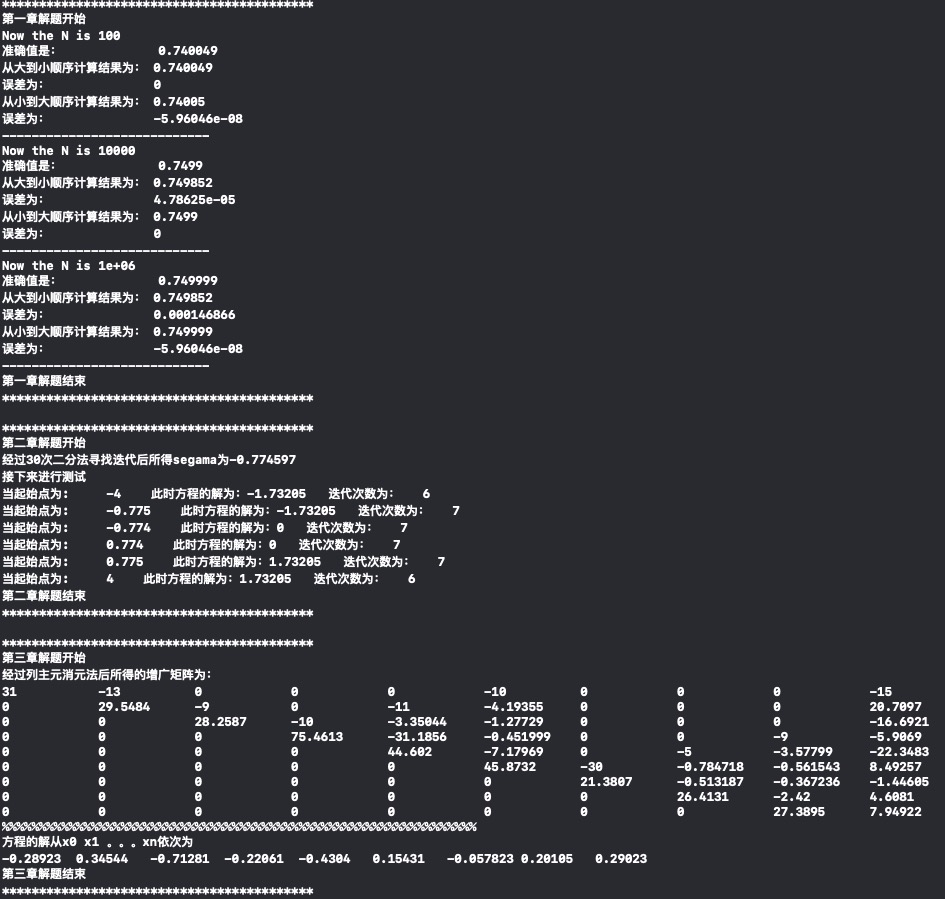 ******************************************
第一章解题开始
Now the N is 100
准确值是： 0.740049
从大到小顺序计算结果为： 0.740049
误差为： 0
从小到大顺序计算结果为： 0.74005
误差为： -5.96046e-08
----------------------------
Now the N is 10000
准确值是： 0.7499
从大到小顺序计算结果为： 0.749852
误差为： 4.78625e-05
从小到大顺序计算结果为： 0.7499
误差为： 0
----------------------------
Now the N is 1e+06
准确值是： 0.749999
从大到小顺序计算结果为： 0.749852
误差为： 0.000146866
从小到大顺序计算结果为： 0.749999
误差为： -5.96046e-08
----------------------------
第一章解题结束
******************************************
******************************************
第二章解题开始
经过30次二分法寻找迭代后所得segama为-0.774597
接下来进行测试
当起始点为： -4 此时方程的解为：-1.73205 迭代次数为： 6
当起始点为： -0.775 此时方程的解为：-1.73205 迭代次数为： 7
当起始点为： -0.774 此时方程的解为：0 迭代次数为： 7
当起始点为： 0.774 此时方程的解为：0 迭代次数为： 7
当起始点为： 0.775 此时方程的解为：1.73205 迭代次数为： 7
当起始点为： 4 此时方程的解为：1.73205 迭代次数为： 6
第二章解题结束
******************************************
******************************************
第三章解题开始
经过列主元消元法后所得的增广矩阵为：
31 -13 0 0 0 -10 0 0 0 -15
0 29.5484 -9 0 -11 -4.19355 0 0 0 20.7097
0 0 28.2587 -10 -3.35044 -1.27729 0 0 0 -16.6921
0 0 0 75.4613 -31.1856 -0.451999 0 0 -9 -5.9069
0 0 0 0 44.602 -7.17969 0 -5 -3.57799 -22.3483
0 0 0 0 0 45.8732 -30 -0.784718 -0.561543 8.49257
0 0 0 0 0 0 21.3807 -0.513187 -0.367236 -1.44605
0 0 0 0 0 0 0 26.4131 -2.42 4.6081
0 0 0 0 0 0 0 0 27.3895 7.94922
%%%%%%%%%%%%%%%%%%%%%%%%%%%%%%%%%%%%%%%%%%%%%%%%%%%%%%%%%%%%%%%%
方程的解从x0 x1 。。。xn依次为
-0.28923 0.34544 -0.71281 -0.22061 -0.4304 0.15431 -0.057823 0.20105 0.29023
第三章解题结束
******************************************